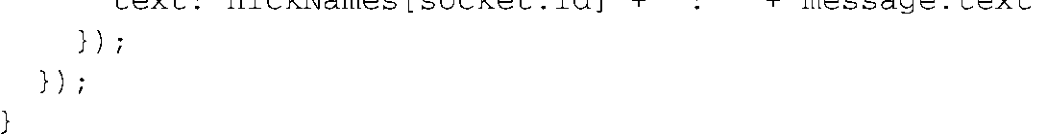 text: nickNames[socket.id] + ': ' + message.text
});
});
}